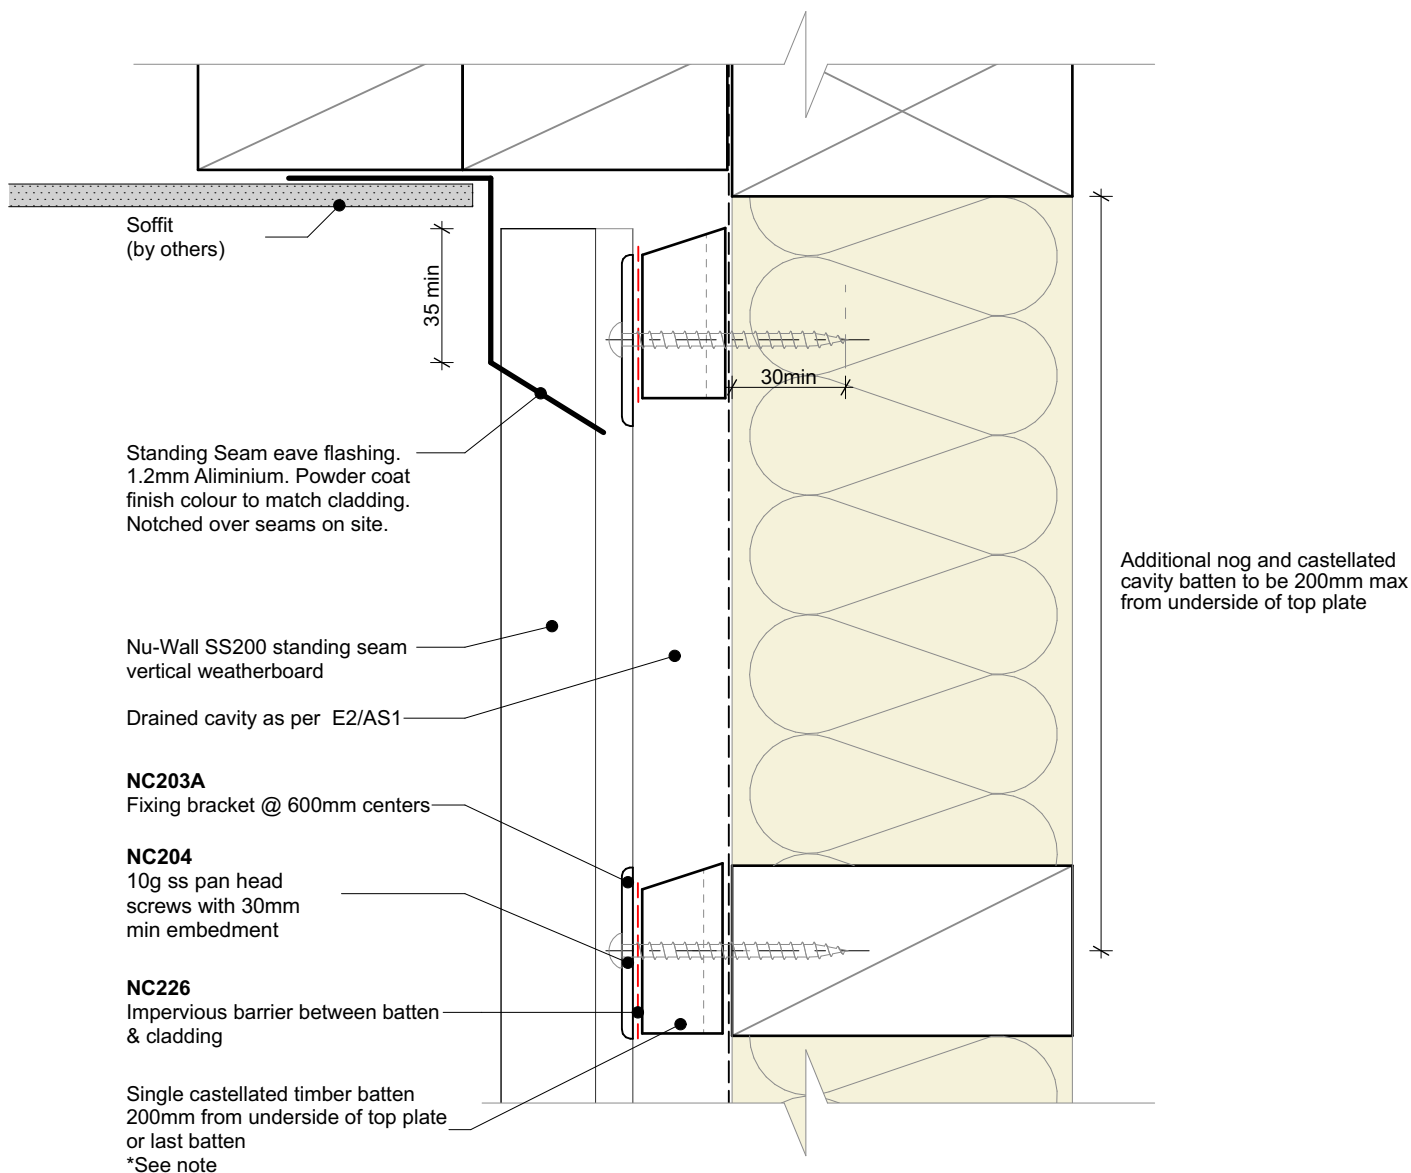 Soffit
(by others)
35 min
30min
Standing Seam eave flashing.
1.2mm Aliminium. Powder coat
finish colour to match cladding.
Notched over seams on site.
Additional nog and castellated
cavity batten to be 200mm max
from underside of top plate
Nu-Wall SS200 standing seam
vertical weatherboard
Drained cavity as per E2/AS1
NC203A
Fixing bracket @ 600mm centers
NC204
10g ss pan head
screws with 30mm
min embedment
NC226
Impervious barrier between batten
& cladding
Single castellated timber batten
200mm from underside of top plate
or last batten
*See note